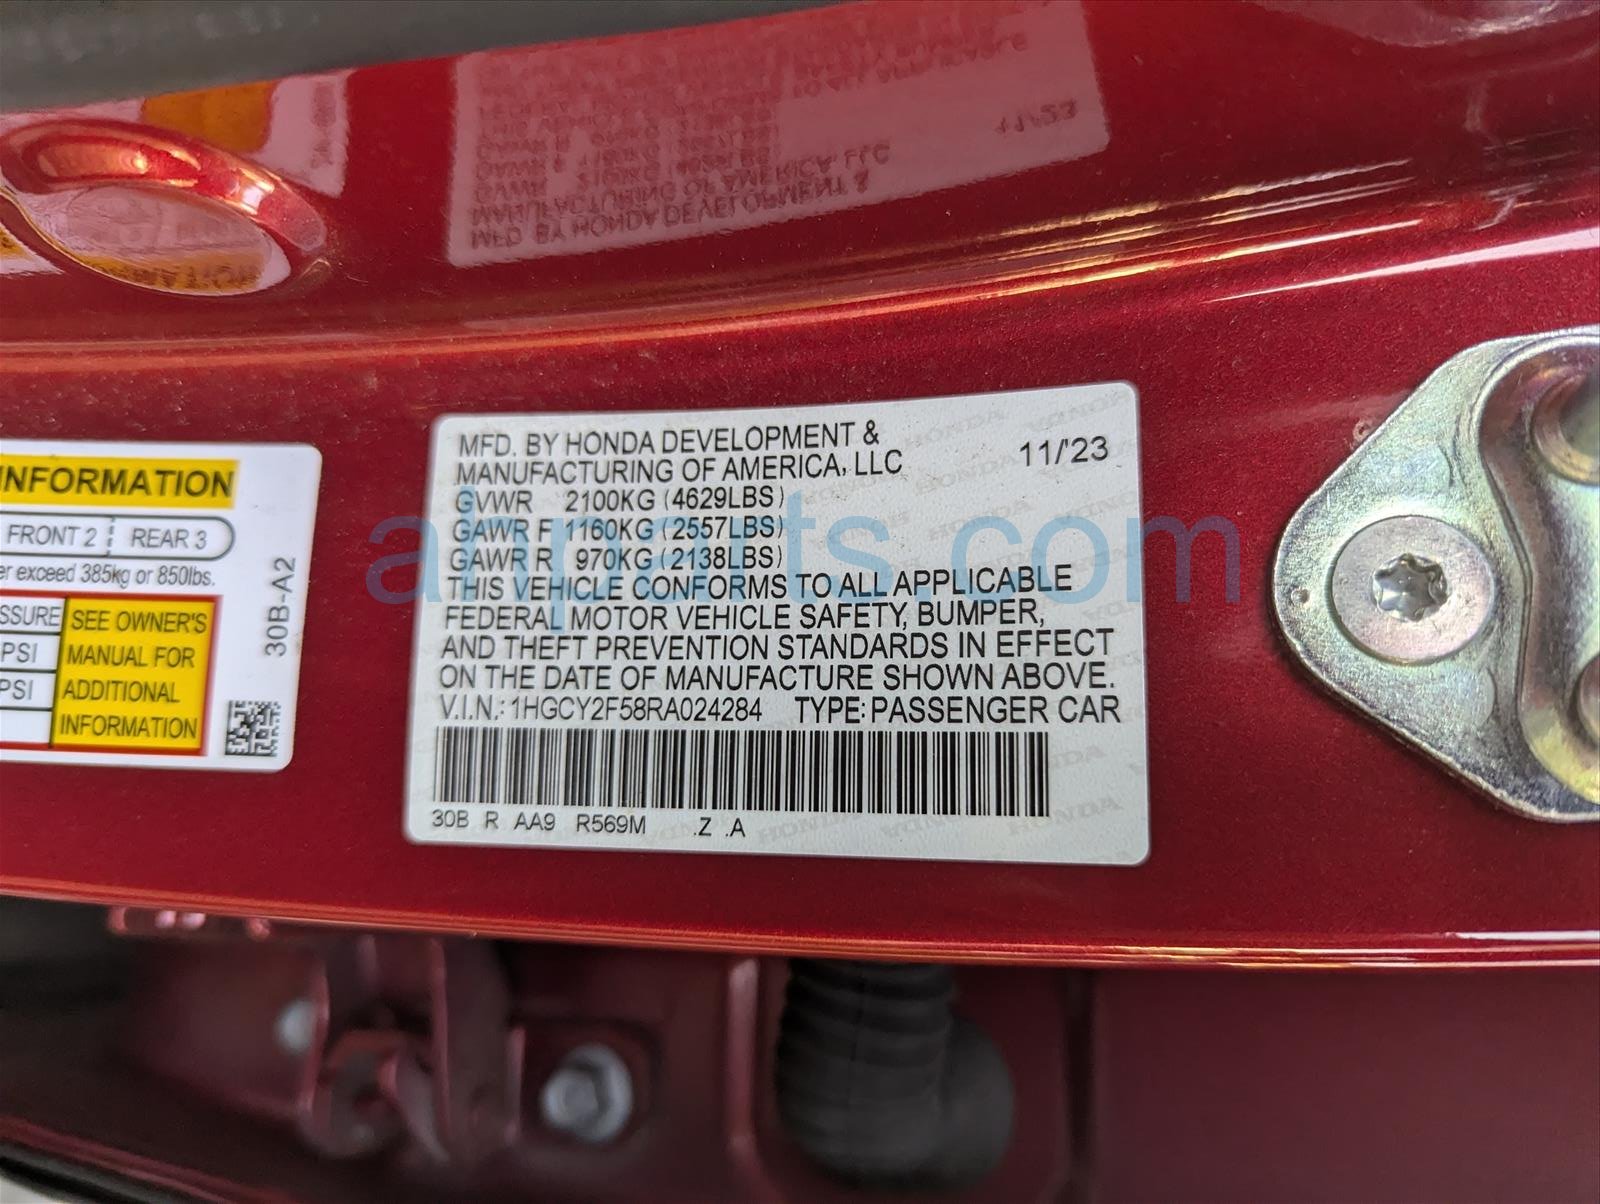 INFORMATION
FRONT 2 REAR 3
er exceed 385kg or 850lbs.
SSURE
PSI
PSI
SEE OWNER'S
MANUAL FOR
ADDITIONAL
INFORMATION
30B-A2
MFD. BY HONDA DEVELOPMENT &
MANUFACTURING OF AMERICA, LLC 11/'23
GVWR 2100KG (4629LBS)
GAWR F 1160KG (2557LBS)
GAWR R 970KG (2138LBS)
THIS VEHICLE CONFORMS TO ALL APPLICABLE
FEDERAL MOTOR VEHICLE SAFETY, BUMPER,
AND THEFT PREVENTION STANDARDS IN EFFECT
ON THE DATE OF MANUFACTURE SHOWN ABOVE.
V.I.N.: 1HGCY2F58RA024284 TYPE: PASSENGER CAR
30B R AA9 R569M .Z .A
HONDA
allparts.com